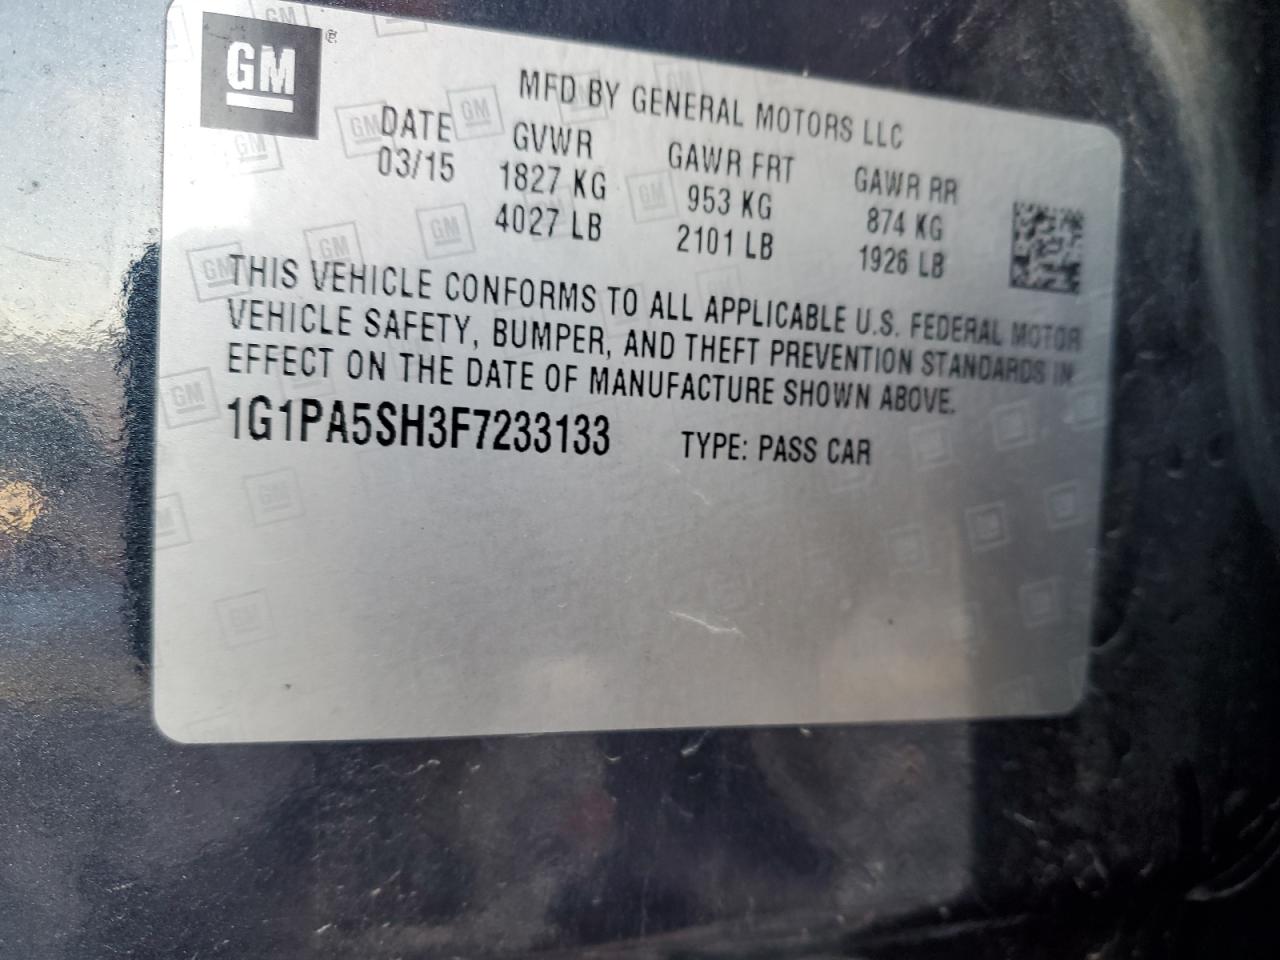 GM
MFD BY GENERAL MOTORS LLC
DATE GVWR GAWR FRT GAWR RR
03/15 1827 KG 953 KG 874 KG
4027 LB 2101 LB 1926 LB
THIS VEHICLE CONFORMS TO ALL APPLICABLE U.S. FEDERAL MOTOR
VEHICLE SAFETY, BUMPER, AND THEFT PREVENTION STANDARDS IN
EFFECT ON THE DATE OF MANUFACTURE SHOWN ABOVE.
1G1PA5SH3F7233133 TYPE: PASS CAR